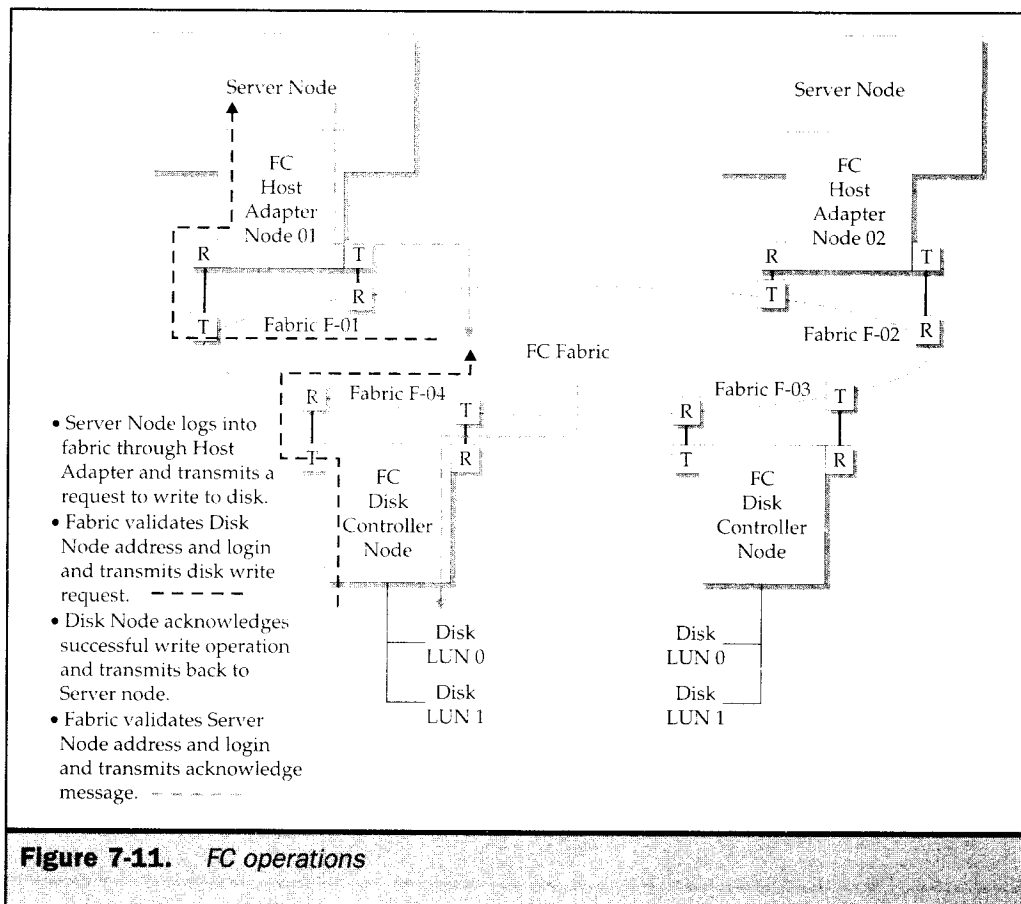 Server Node
FC
Host
Adapter
Node 01
R
T
R
T
Fabric F-01
Server Node
FC
Host
Adapter
Node 02
R
T
T
R
Fabric F-02
FC Fabric
R
Fabric F-04
T
T
R
FC
Disk
Controller
Node
Disk
LUN 0
Disk
LUN 1
Fabric F-03
R
T
T
R
FC
Disk
Controller
Node
Disk
LUN 0
Disk
LUN 1
• Server Node logs into
fabric through Host
Adapter and transmits a
request to write to disk.
• Fabric validates Disk
Node address and login
and transmits disk write
request.
• Disk Node acknowledges
successful write operation
and transmits back to
Server node.
• Fabric validates Server
Node address and login
and transmits acknowledge
message.
Figure 7-11. FC operations